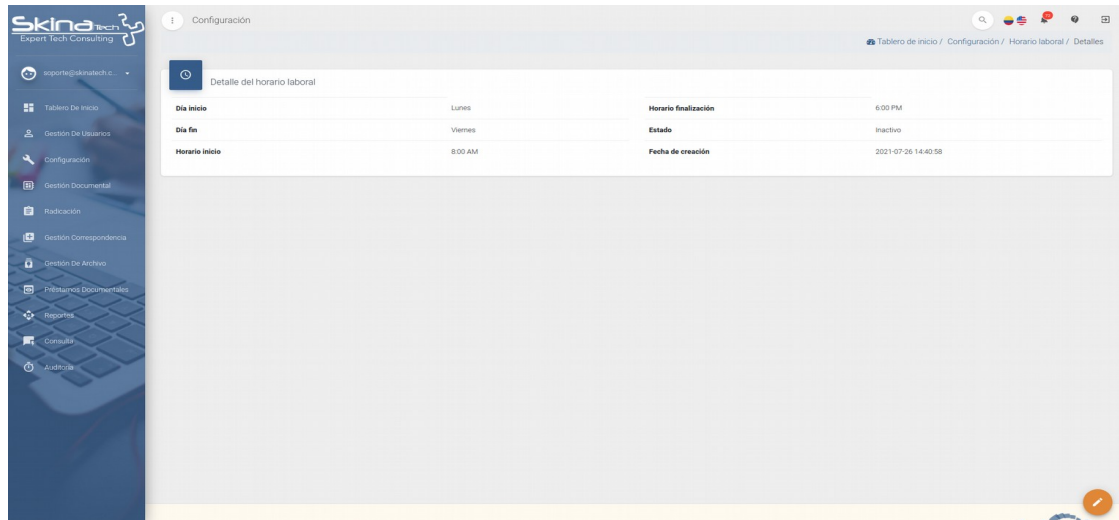 SkinaTech
Expert Tech Consulting
soporte@skinatech.c...
Tablero De Inicio
Gestión De Usuarios
Configuración
Gestión Documental
Radicación
Gestión Correspondencia
Gestión De Archivo
Préstamos Documentales
Reportes
Consulta
Auditoria
Configuración
Tablero de inicio / Configuración / Horario laboral / Detalles
Detalle del horario laboral
Día inicio Lunes Horario finalización 6:00 PM
Día fin Viernes Estado Inactivo
Horario inicio 8:00 AM Fecha de creación 2021-07-26 14:40:58